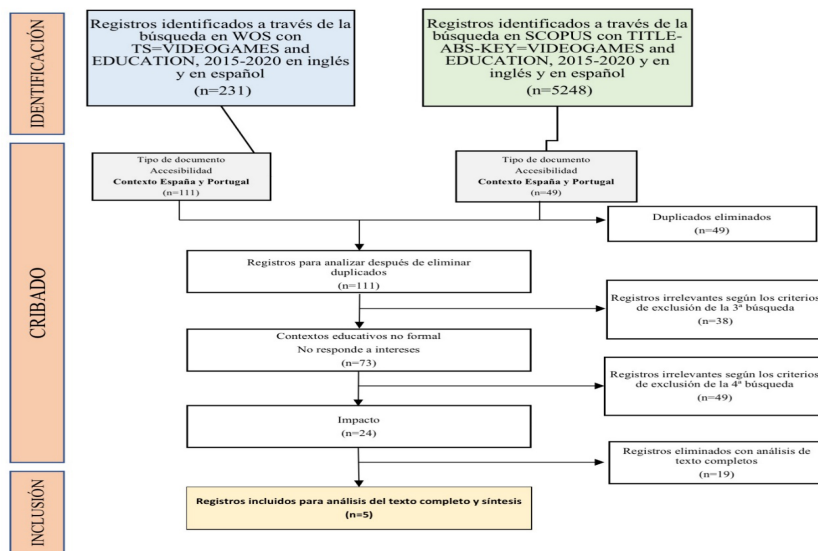 IDENTIFICACIÓN
Registros identificados a través de la
búsqueda en WOS con
TS=VIDEOGAMES and
EDUCATION, 2015-2020 en inglés
y en español
(n=231)
Registros identificados a través de la
búsqueda en SCOPUS con TITLE-
ABS-KEY=VIDEOGAMES and
EDUCATION, 2015-2020 y en
inglés y en español
(n=5248)
CRIBADO
Tipo de documento
Accesibilidad
Contexto España y Portugal
(n=111)
Tipo de documento
Accesibilidad
Contexto España y Portugal
(n=49)
Duplicados eliminados
(n=49)
Registros para analizar después de eliminar
duplicados
(n=111)
Registros irrelevantes según los criterios
de exclusión de la 3ª búsqueda
(n=38)
Contextos educativos no formal
No responde a intereses
(n=73)
Registros irrelevantes según los criterios
de exclusión de la 4ª búsqueda
(n=49)
Impacto
(n=24)
Registros eliminados con análisis de
texto completos
(n=19)
INCLUSIÓN
Registros incluidos para análisis del texto completo y síntesis
(n=5)